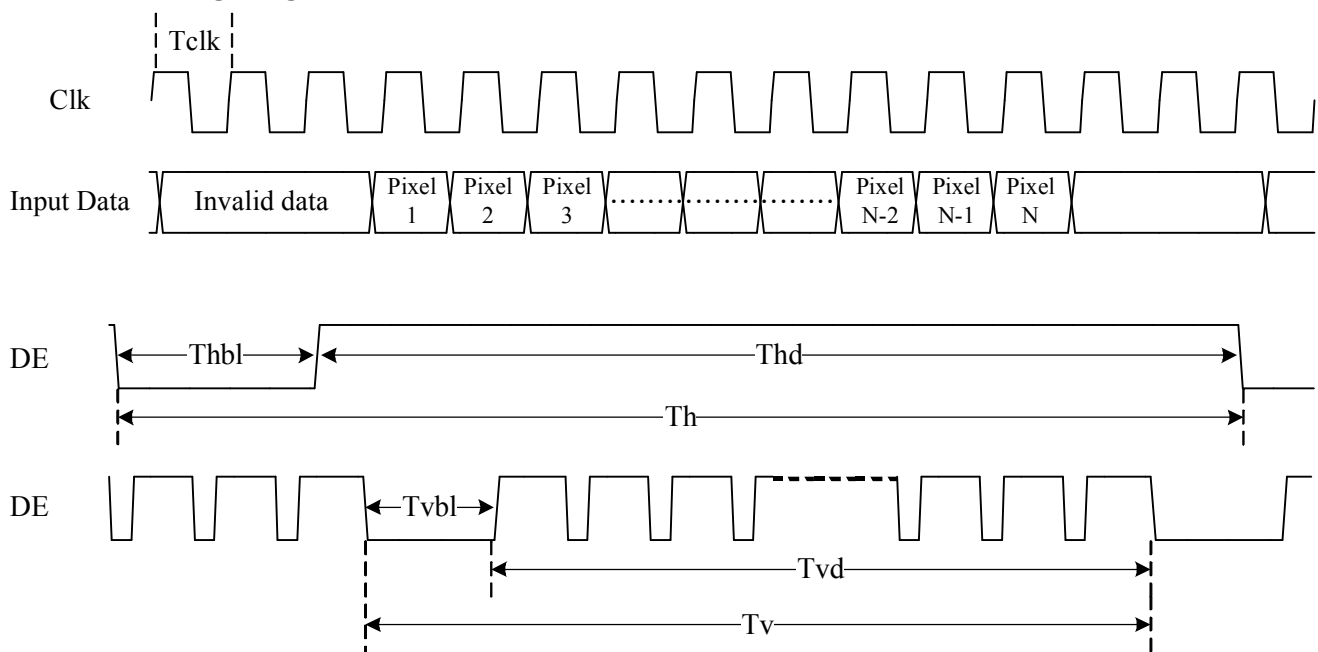 Tclk
Clk
Input Data
Invalid data
Pixel
1
Pixel
2
Pixel
3
Pixel
N-2
Pixel
N-1
Pixel
N
DE
Thbl
Thd
Th
DE
Tvbl
Tvd
Tv